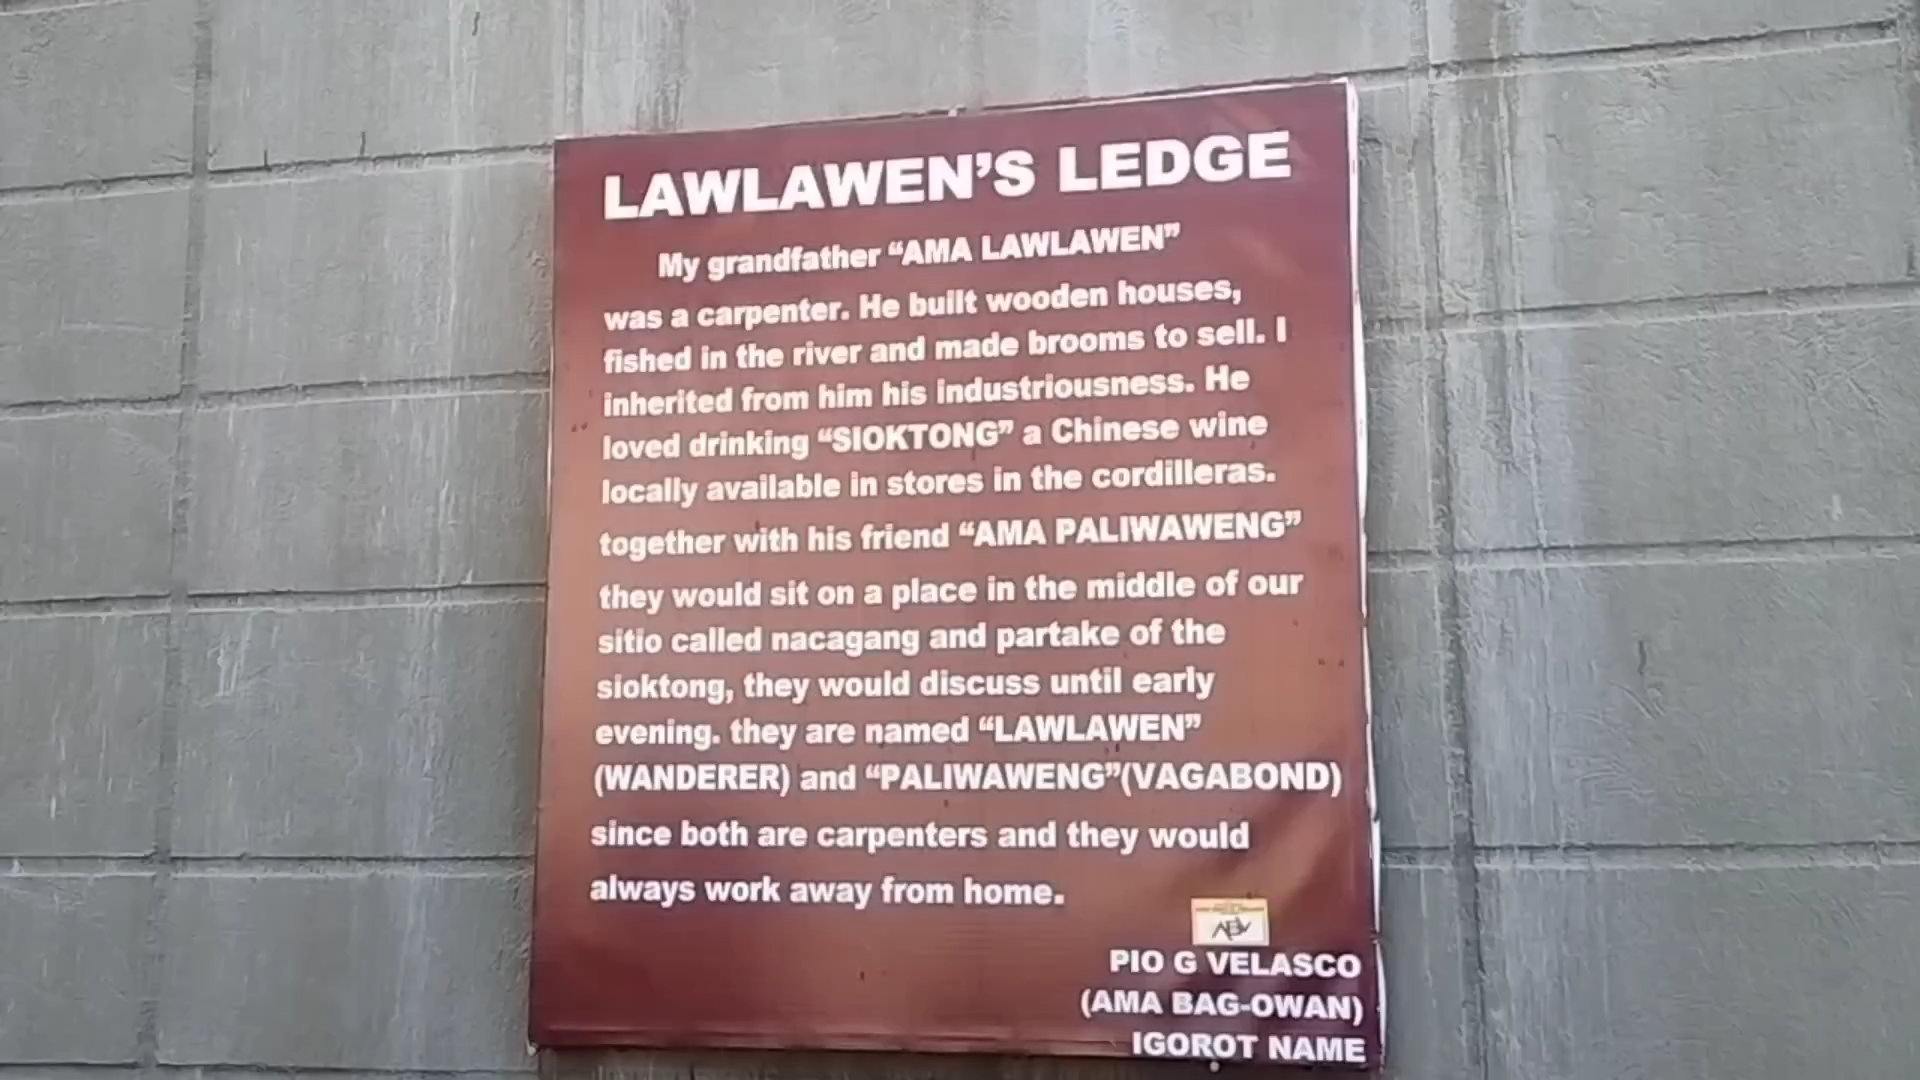 LAWLAWEN'S LEDGE
My grandfather “AMA LAWLAWEN”
was a carpenter. He built wooden houses,
fished in the river and made brooms to sell. I
inherited from him his industriousness. He
loved drinking “SIOKTONG” a Chinese wine
locally available in stores in the cordilleras.
together with his friend “AMA PALIWAWENG”
they would sit on a place in the middle of our
sitio called nacagang and partake of the
sioktong, they would discuss until early
evening. they are named “LAWLAWEN”
(WANDERER) and “PALIWAWENG”(VAGABOND)
since both are carpenters and they would
always work away from home.
PIO G VELASCO
(AMA BAG-OWAN)
IGOROT NAME